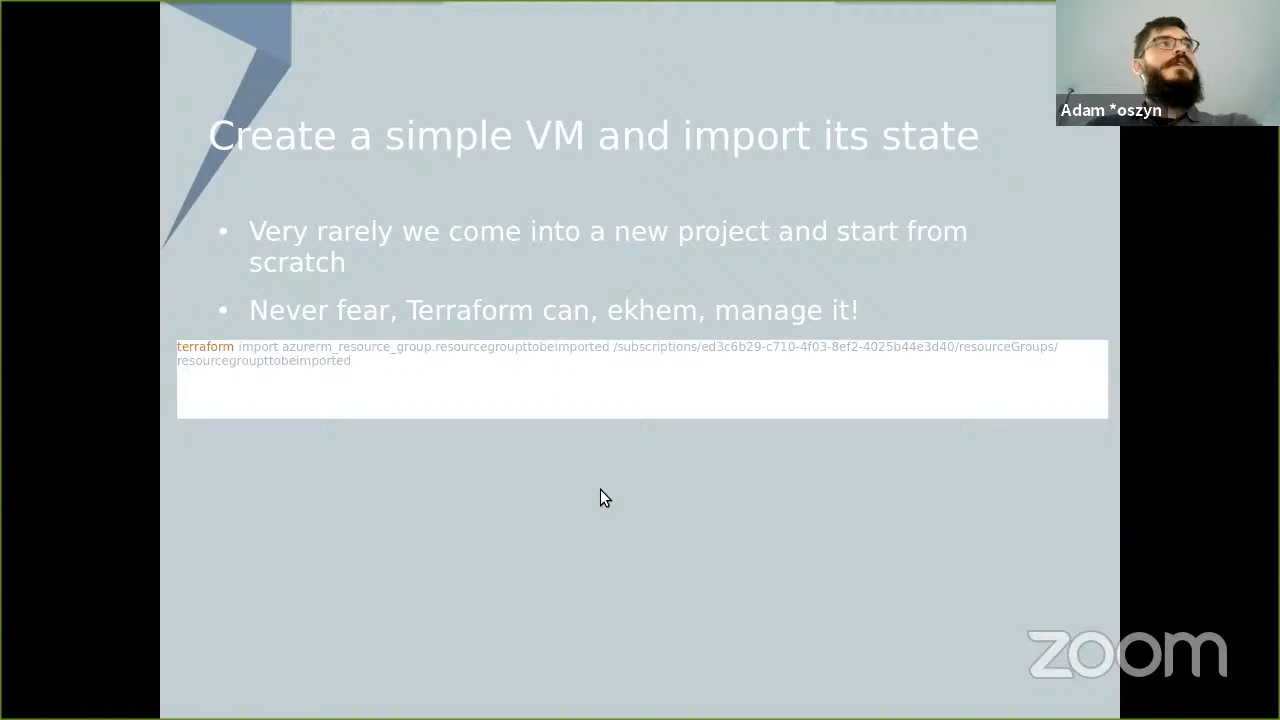 Adam *oszyn
Create a simple VM and import its state
• Very rarely we come into a new project and start from
scratch
• Never fear, Terraform can, ekhem, manage it!
terraform import azurerm_resource_group.resourcegroupttobeimported /subscriptions/ed3c6b29-c710-4f03-8ef2-4025b44e3d40/resourceGroups/
resourcegroupttobeimported
zoom